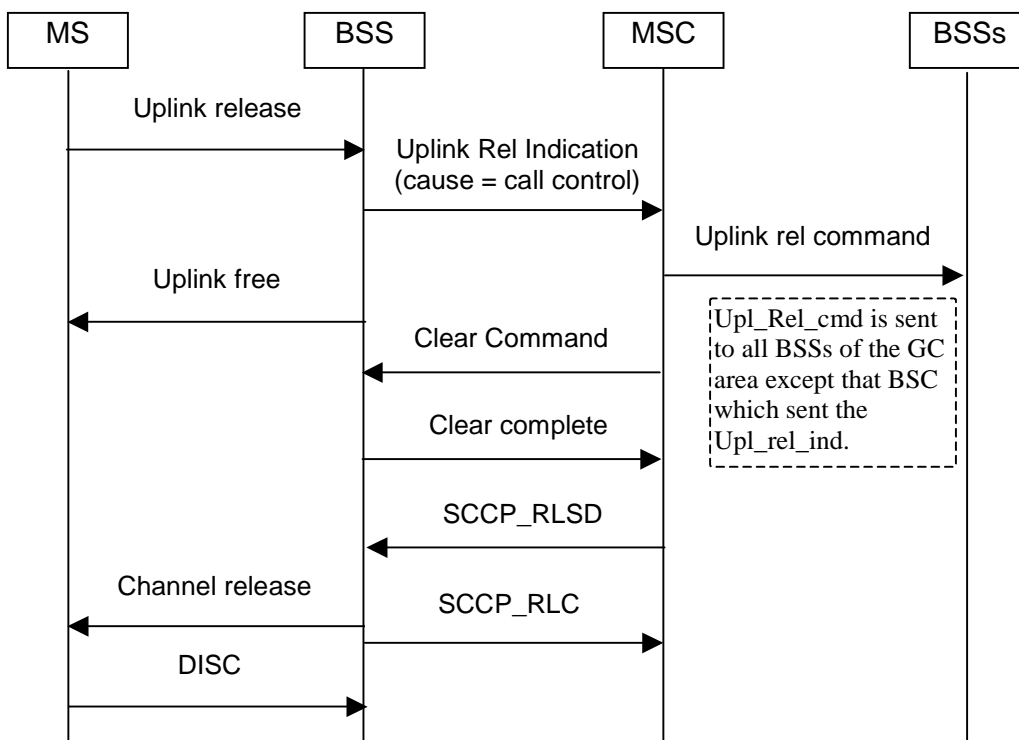 MS BSS MSC BSSs
Uplink release
Uplink Rel Indication
(cause = call control)
Uplink rel command
Uplink free
Upl_Rel_cmd is sent
to all BSSs of the GC
area except that BSC
which sent the
Upl_rel_ind.
Clear Command
Clear complete
SCCP_RLSD
Channel release
SCCP_RLC
DISC